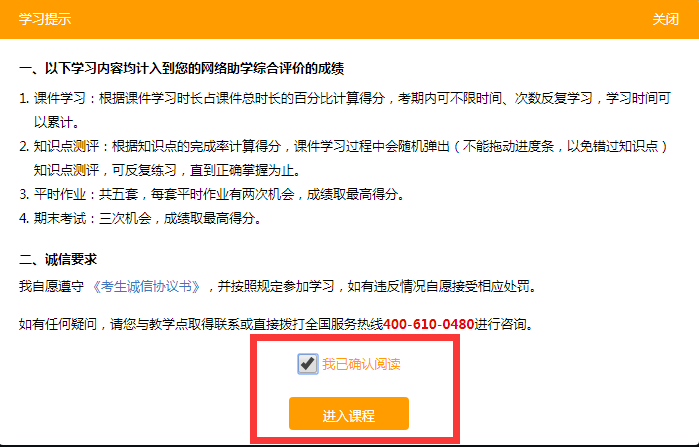 学习提示
关闭
一、以下学习内容均计入到您的网络助学综合评价的成绩
1. 课件学习：根据课件学习时长占课件总时长的百分比计算得分，考期内可不限时间、次数反复学习，学习时间可
以累计。
2. 知识点测评：根据知识点的完成率计算得分，课件学习过程中会随机弹出（不能拖动进度条，以免错过知识点）
知识点测评，可反复练习，直到正确掌握为止。
3. 平时作业：共五套，每套平时作业有两次机会，成绩取最高得分。
4. 期末考试：三次机会，成绩取最高得分。
二、诚信要求
我自愿遵守 《考生诚信协议书》，并按照规定参加学习，如有违反情况自愿接受相应处罚。
如有任何疑问，请您与教学点取得联系或直接拨打全国服务热线400-610-0480进行咨询。
我已确认阅读
进入课程